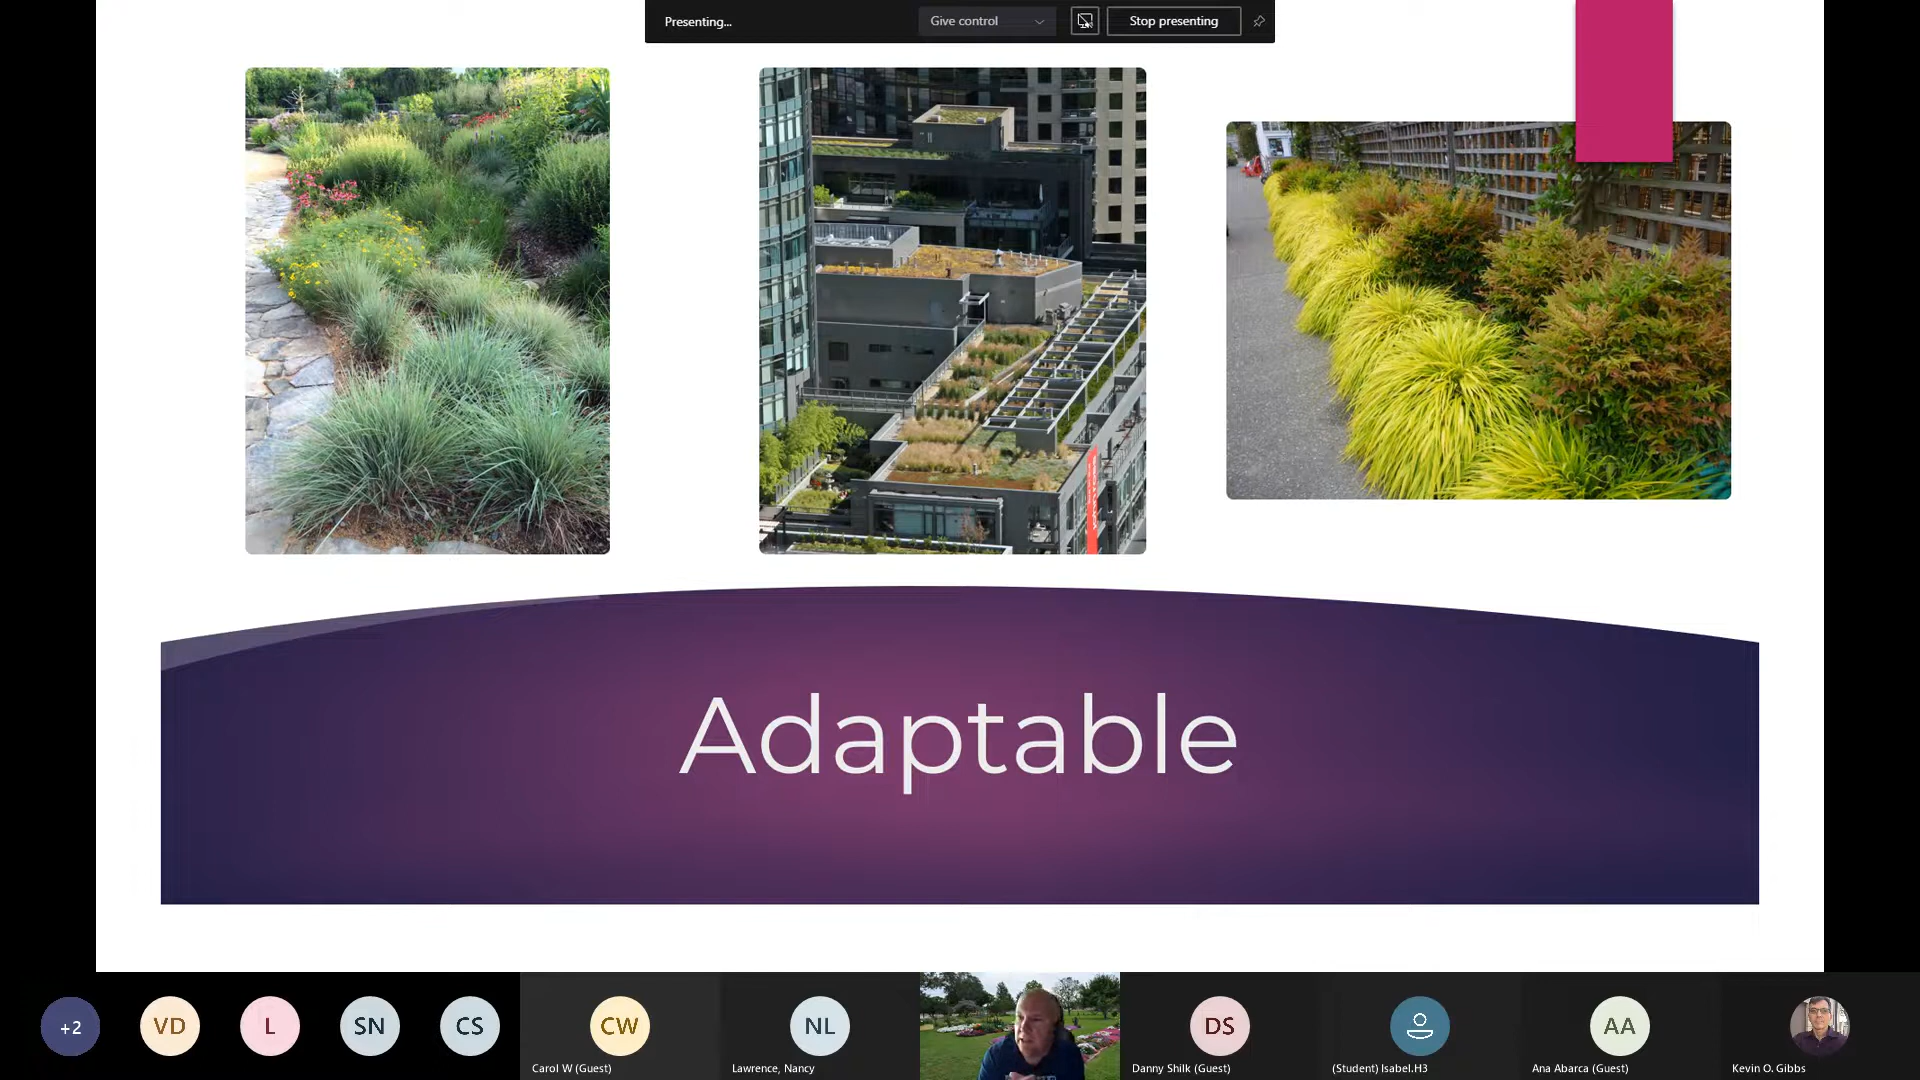 Presenting...
Give control
Stop presenting
Adaptable
+2
VD
L
SN
CS
CW
NL
DS
AA
Carol W (Guest)
Lawrence, Nancy
Danny Shilk (Guest)
(Student) Isabel.H3
Ana Abarca (Guest)
Kevin O. Gibbs